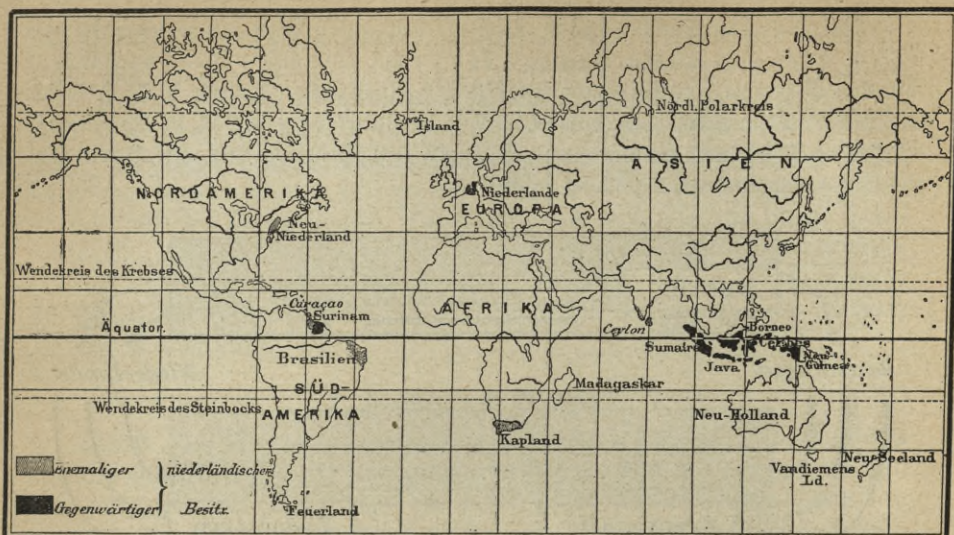 Nördl. Polarkreis
Island
ASIEN
NORDAMERIKA
Niederlande
EUROPA
Neu-
Niederland
Wendekreis des Krebses
Curaçao
Surinam
AFRIKA
Ceylon
Borneo
Äquator.
Sumatra
Celebes
Brasilien
Java
Neu-
Guinea
SÜD-
AMERIKA
Madagaskar
Wendekreis des Steinbocks
Neu-Holland
Kapland
Neu-Seeland
Vandiemens
Ld.
Ehemaliger
niederländischer
Gegenwärtiger
Besitz.
Feuerland